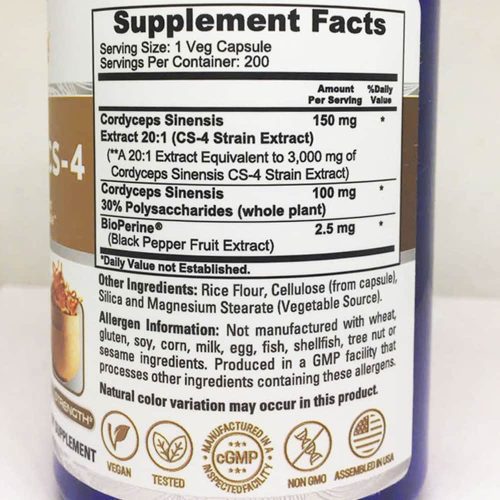 Supplement Facts
Serving Size: 1 Veg Capsule
Servings Per Container: 200
Amount Per Serving %Daily Value
Cordyceps Sinensis 150 mg *
Extract 20:1 (CS-4 Strain Extract)
(**A 20:1 Extract Equivalent to 3,000 mg of
Cordyceps Sinensis CS-4 Strain Extract)
Cordyceps Sinensis 100 mg *
30% Polysaccharides (whole plant)
BioPerine® 2.5 mg *
(Black Pepper Fruit Extract)
*Daily Value not Established.
Other Ingredients: Rice Flour, Cellulose (from capsule),
Silica and Magnesium Stearate (Vegetable Source).
Allergen Information: Not manufactured with wheat,
gluten, soy, corn, milk, egg, fish, shellfish, tree nut or
sesame ingredients. Produced in a GMP facility that
processes other ingredients containing these allergens.
Natural color variation may occur in this product.
CS-4
STRENGTH
SUPPLEMENT
VEGAN
TESTED
MANUFACTURED IN A
cGMP
INSPECTED FACILITY
NON GMO
ASSEMBLED IN USA